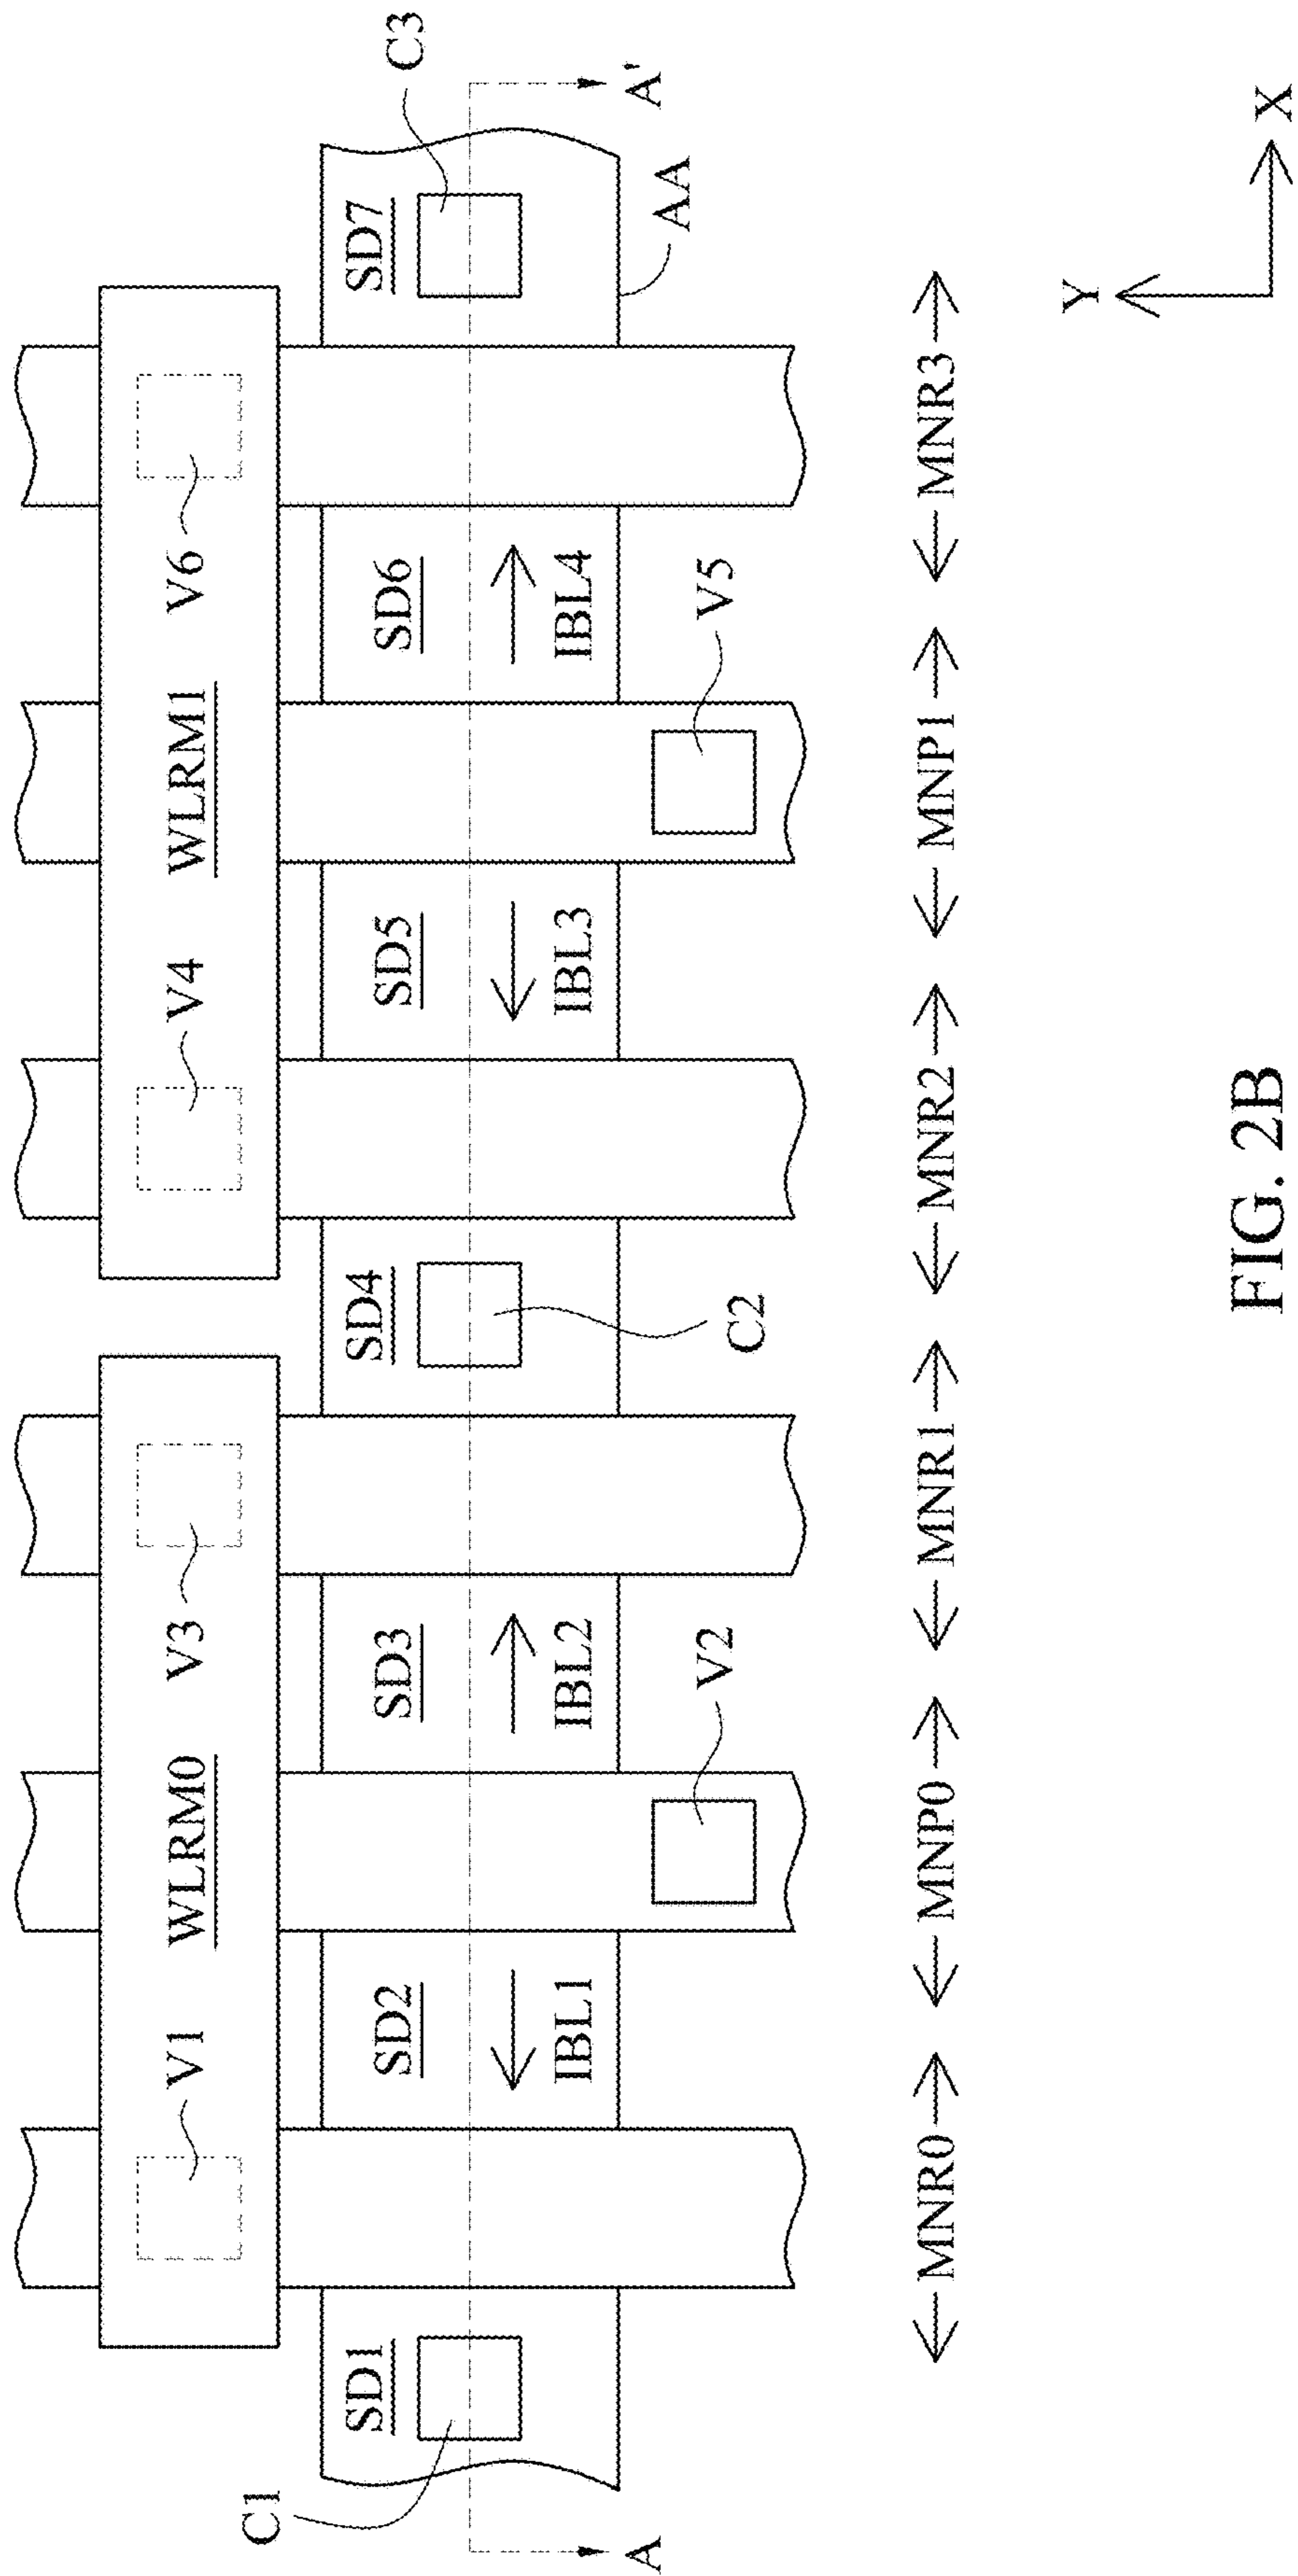 V1 WLRM0 V3 V4 WLRM1 V6
C1 SD1 SD2 SD3 SD4 SD5 SD6 SD7 C3
IBL1 IBL2 IBL3 IBL4
A V2 C2 V5 AA A'
MNR0 MNP0 MNR1 MNR2 MNP1 MNR3
Y
X
FIG. 2B